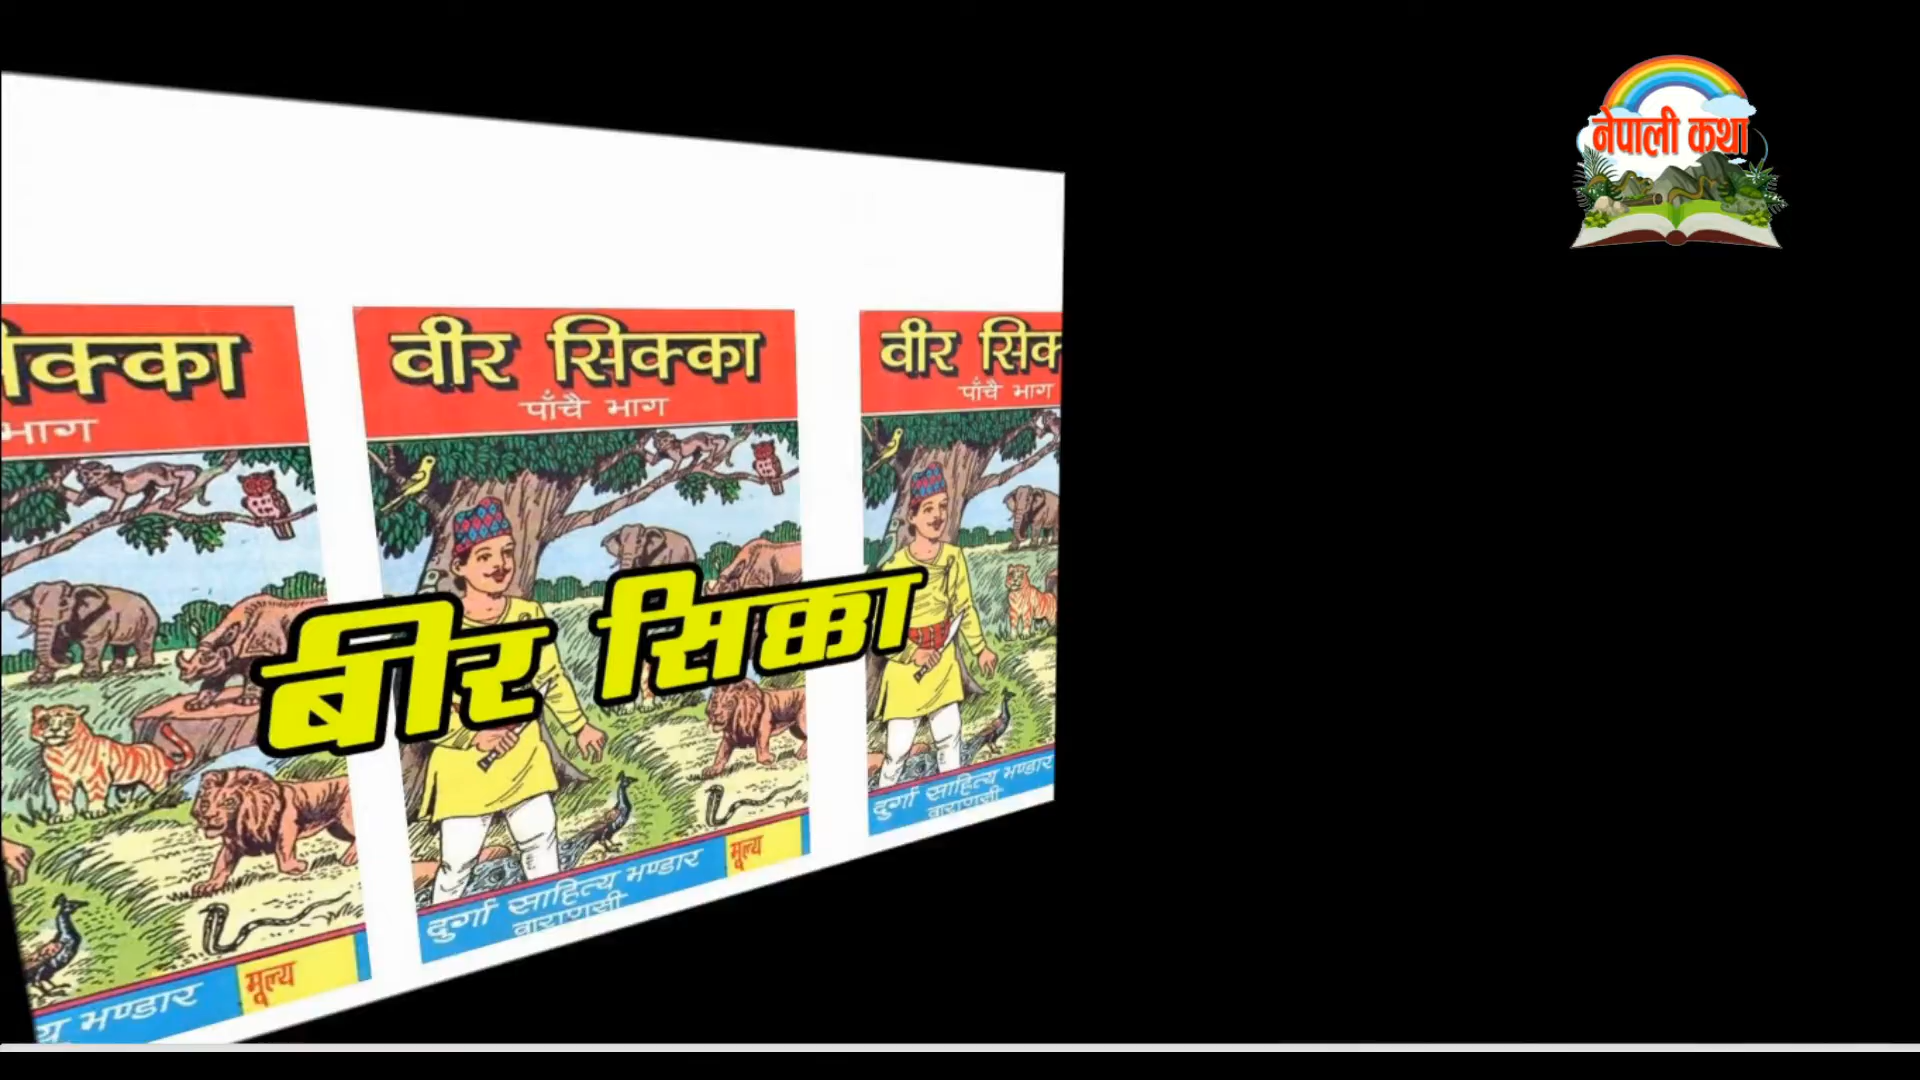 नेपाली कथा
सिक्का
भाग
भण्डार
मूल्य
वीर सिक्का
पाँचै भाग
दुर्गा साहित्य भण्डार
वाराणसी
मूल्य
वीर सिक
पाँचै भाग
दुर्गा साहित्य भण्डार
वाराणसी
बीर सिक्का